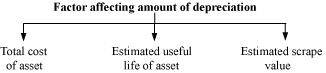 Factor affecting amount of depreciation
Total cost
of asset
Estimated useful
life of asset
Estimated scrape
value